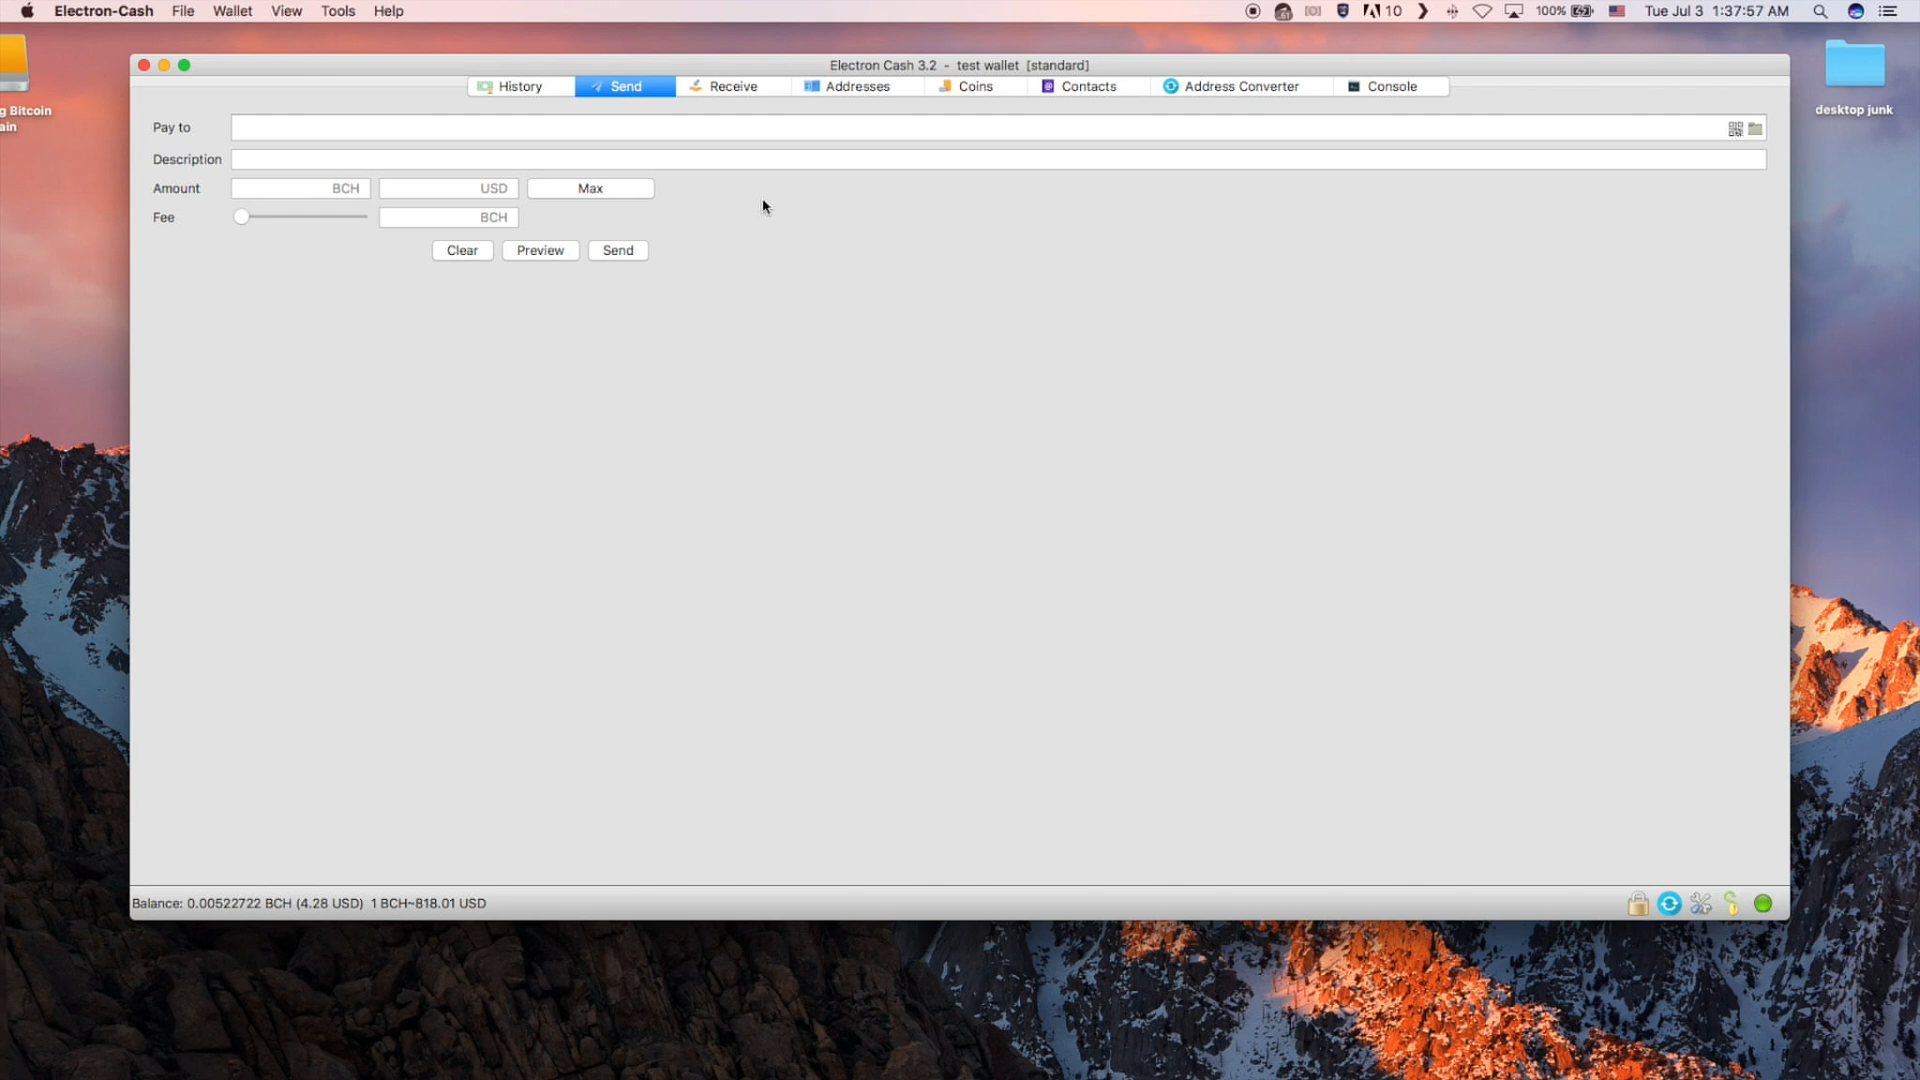 Electron-Cash File Wallet View Tools Help 10 100% Tue Jul 3 1:37:57 AM
Electron Cash 3.2 - test wallet [standard]
History Send Receive Addresses Coins Contacts Address Converter Console
g Bitcoin
ain
desktop junk
Pay to
Description
Amount BCH USD Max
Fee BCH
Clear Preview Send
Balance: 0.00522722 BCH (4.28 USD) 1 BCH~818.01 USD